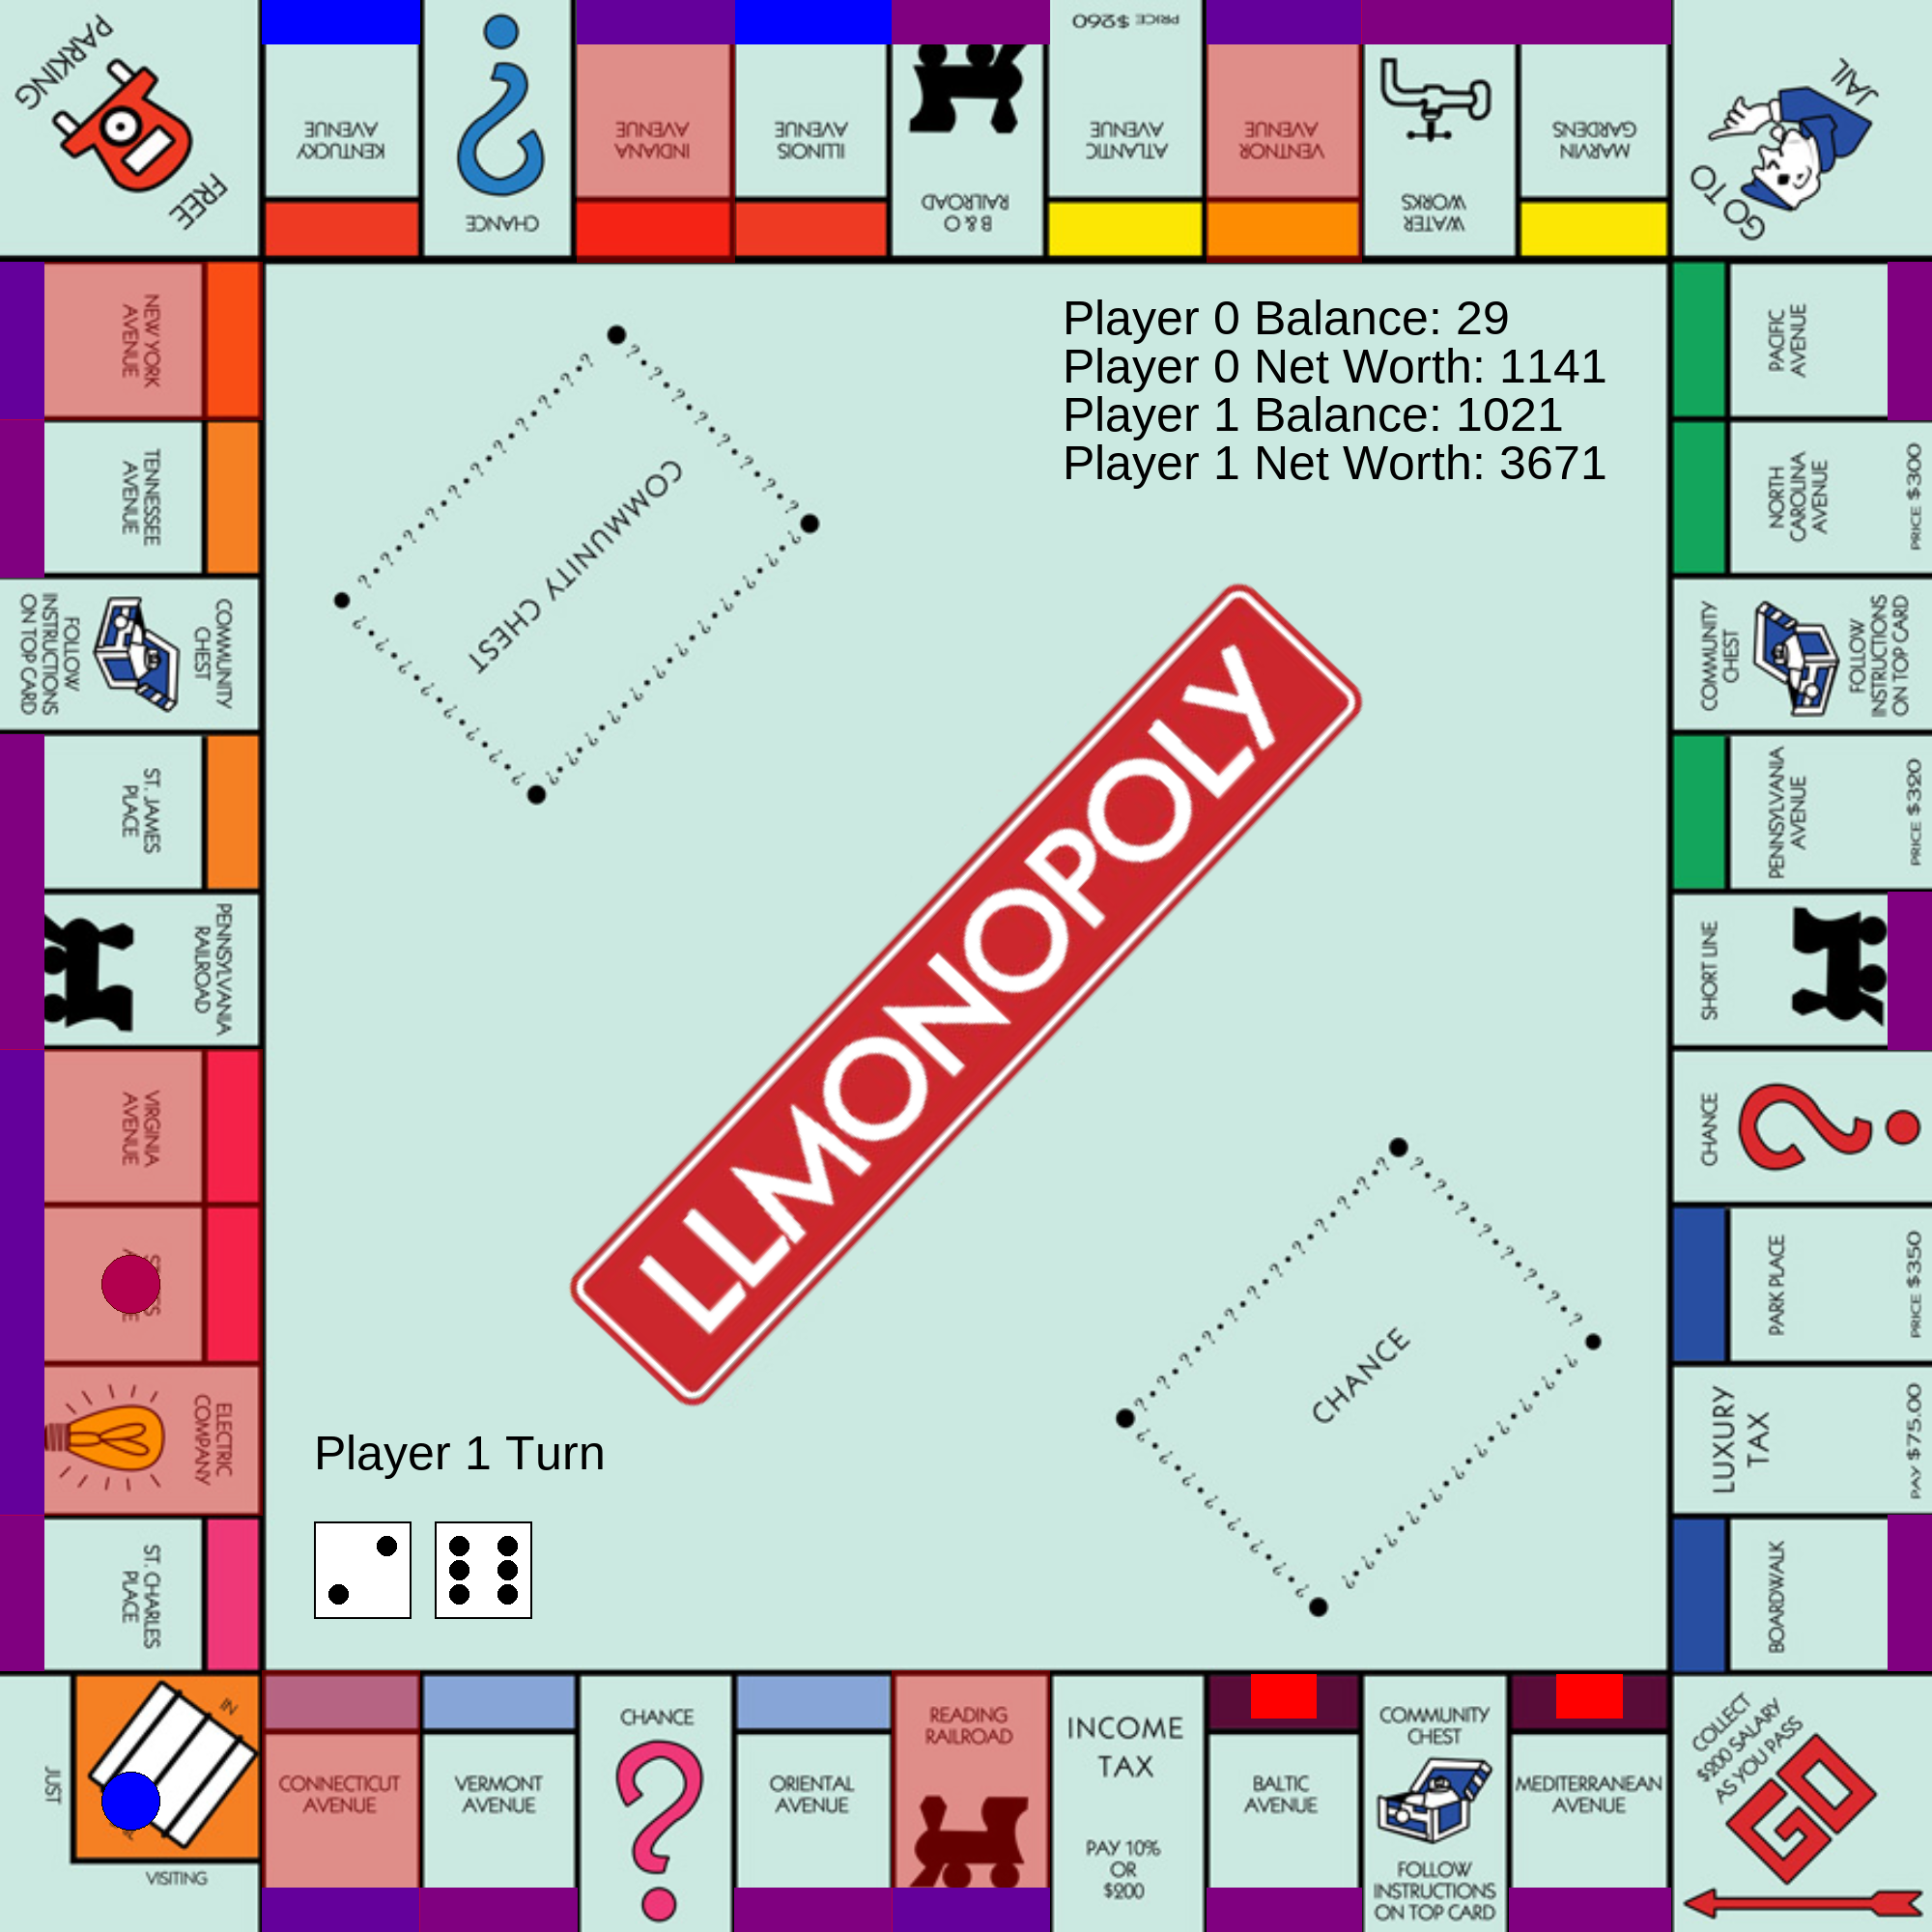 PARKING
FREE
KENTUCKY
AVENUE
CHANCE
INDIANA
AVENUE
ILLINOIS
AVENUE
B & O
RAILROAD
PRICE $260
ATLANTIC
AVENUE
VENTNOR
AVENUE
WATER
WORKS
MARVIN
GARDENS
GO TO
JAIL
NEW YORK
AVENUE
TENNESSEE
AVENUE
COMMUNITY
CHEST
FOLLOW
INSTRUCTIONS
ON TOP CARD
ST. JAMES
PLACE
PENNSYLVANIA
RAILROAD
VIRGINIA
AVENUE
ELECTRIC
COMPANY
ST. CHARLES
PLACE
Player 0 Balance: 29
Player 0 Net Worth: 1141
Player 1 Balance: 1021
Player 1 Net Worth: 3671
COMMUNITY CHEST
LLMONOPOLY
CHANCE
Player 1 Turn
PACIFIC
AVENUE
NORTH
CAROLINA
AVENUE
PRICE $300
COMMUNITY
CHEST
FOLLOW
INSTRUCTIONS
ON TOP CARD
PENNSYLVANIA
AVENUE
PRICE $320
SHORT LINE
CHANCE
PARK PLACE
PRICE $350
LUXURY
TAX
PAY $75.00
BOARDWALK
JUST
VISITING
IN
CONNECTICUT
AVENUE
VERMONT
AVENUE
CHANCE
ORIENTAL
AVENUE
READING
RAILROAD
INCOME
TAX
PAY 10%
OR
$200
BALTIC
AVENUE
COMMUNITY
CHEST
FOLLOW
INSTRUCTIONS
ON TOP CARD
MEDITERRANEAN
AVENUE
COLLECT
$200 SALARY
AS YOU PASS
GO